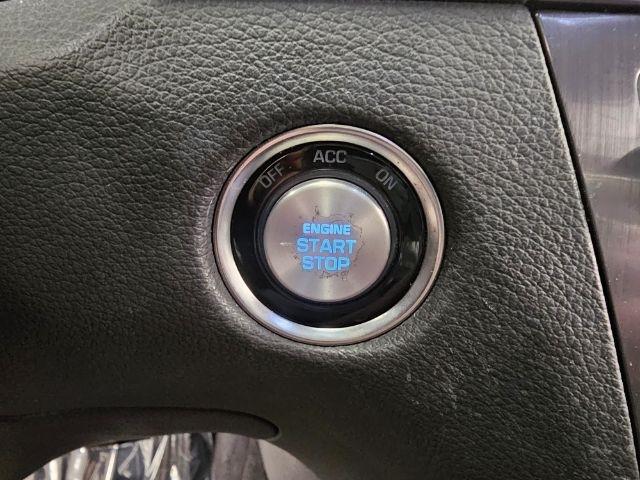 OFF ACC ON
ENGINE
START
STOP